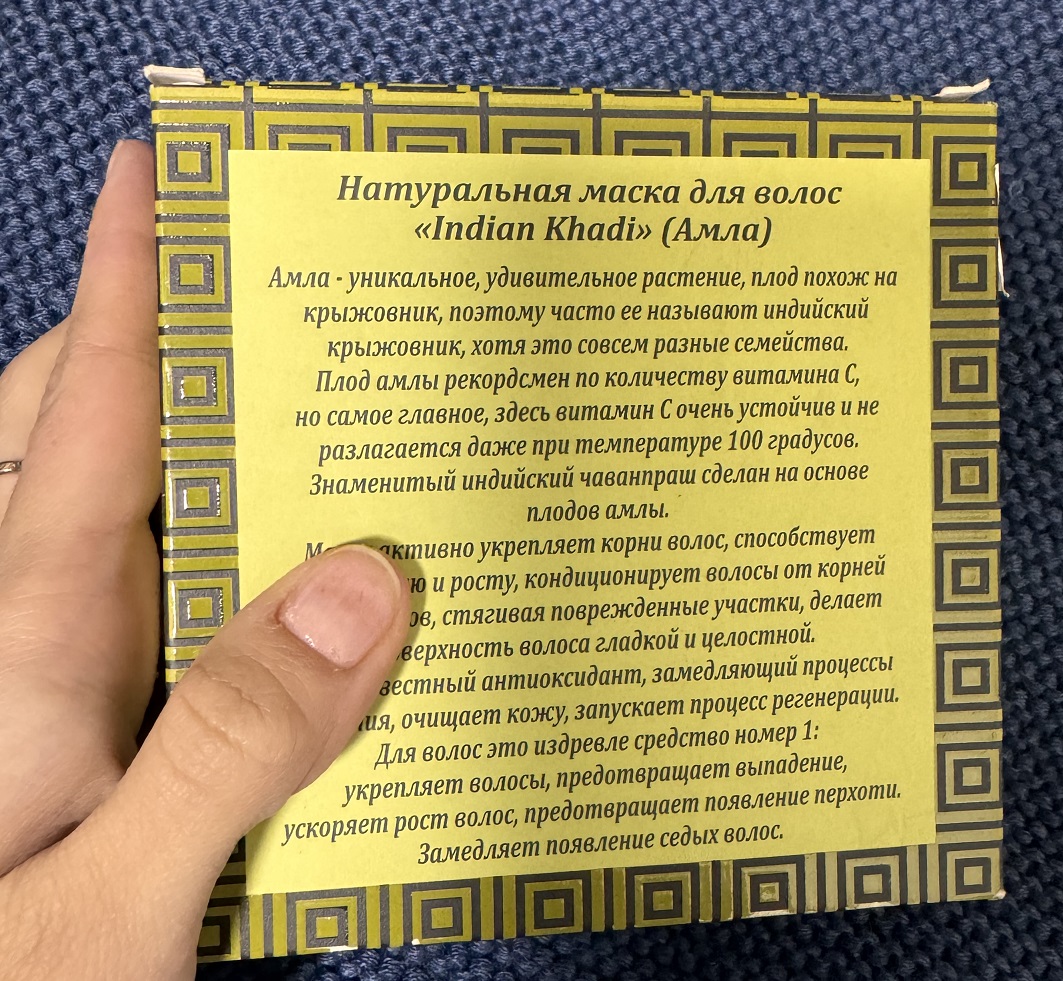 Натуральная маска для волос
«Indian Khadi» (Амла)
Амла - уникальное, удивительное растение, плод похож на
крыжовник, поэтому часто ее называют индийский
крыжовник, хотя это совсем разные семейства.
Плод амлы рекордсмен по количеству витамина С,
но самое главное, здесь витамин С очень устойчив и не
разлагается даже при температуре 100 градусов.
Знаменитый индийский чаванпраш сделан на основе
плодов амлы.
активно укрепляет корни волос, способствует
и росту, кондиционирует волосы от корней
стягивая поврежденные участки, делает
волоса гладкой и целостной.
антиоксидант, замедляющий процессы
очищает кожу, запускает процесс регенерации.
Для волос это издревле средство номер 1:
укрепляет волосы, предотвращает выпадение,
ускоряет рост волос, предотвращает появление перхоти.
Замедляет появление седых волос.